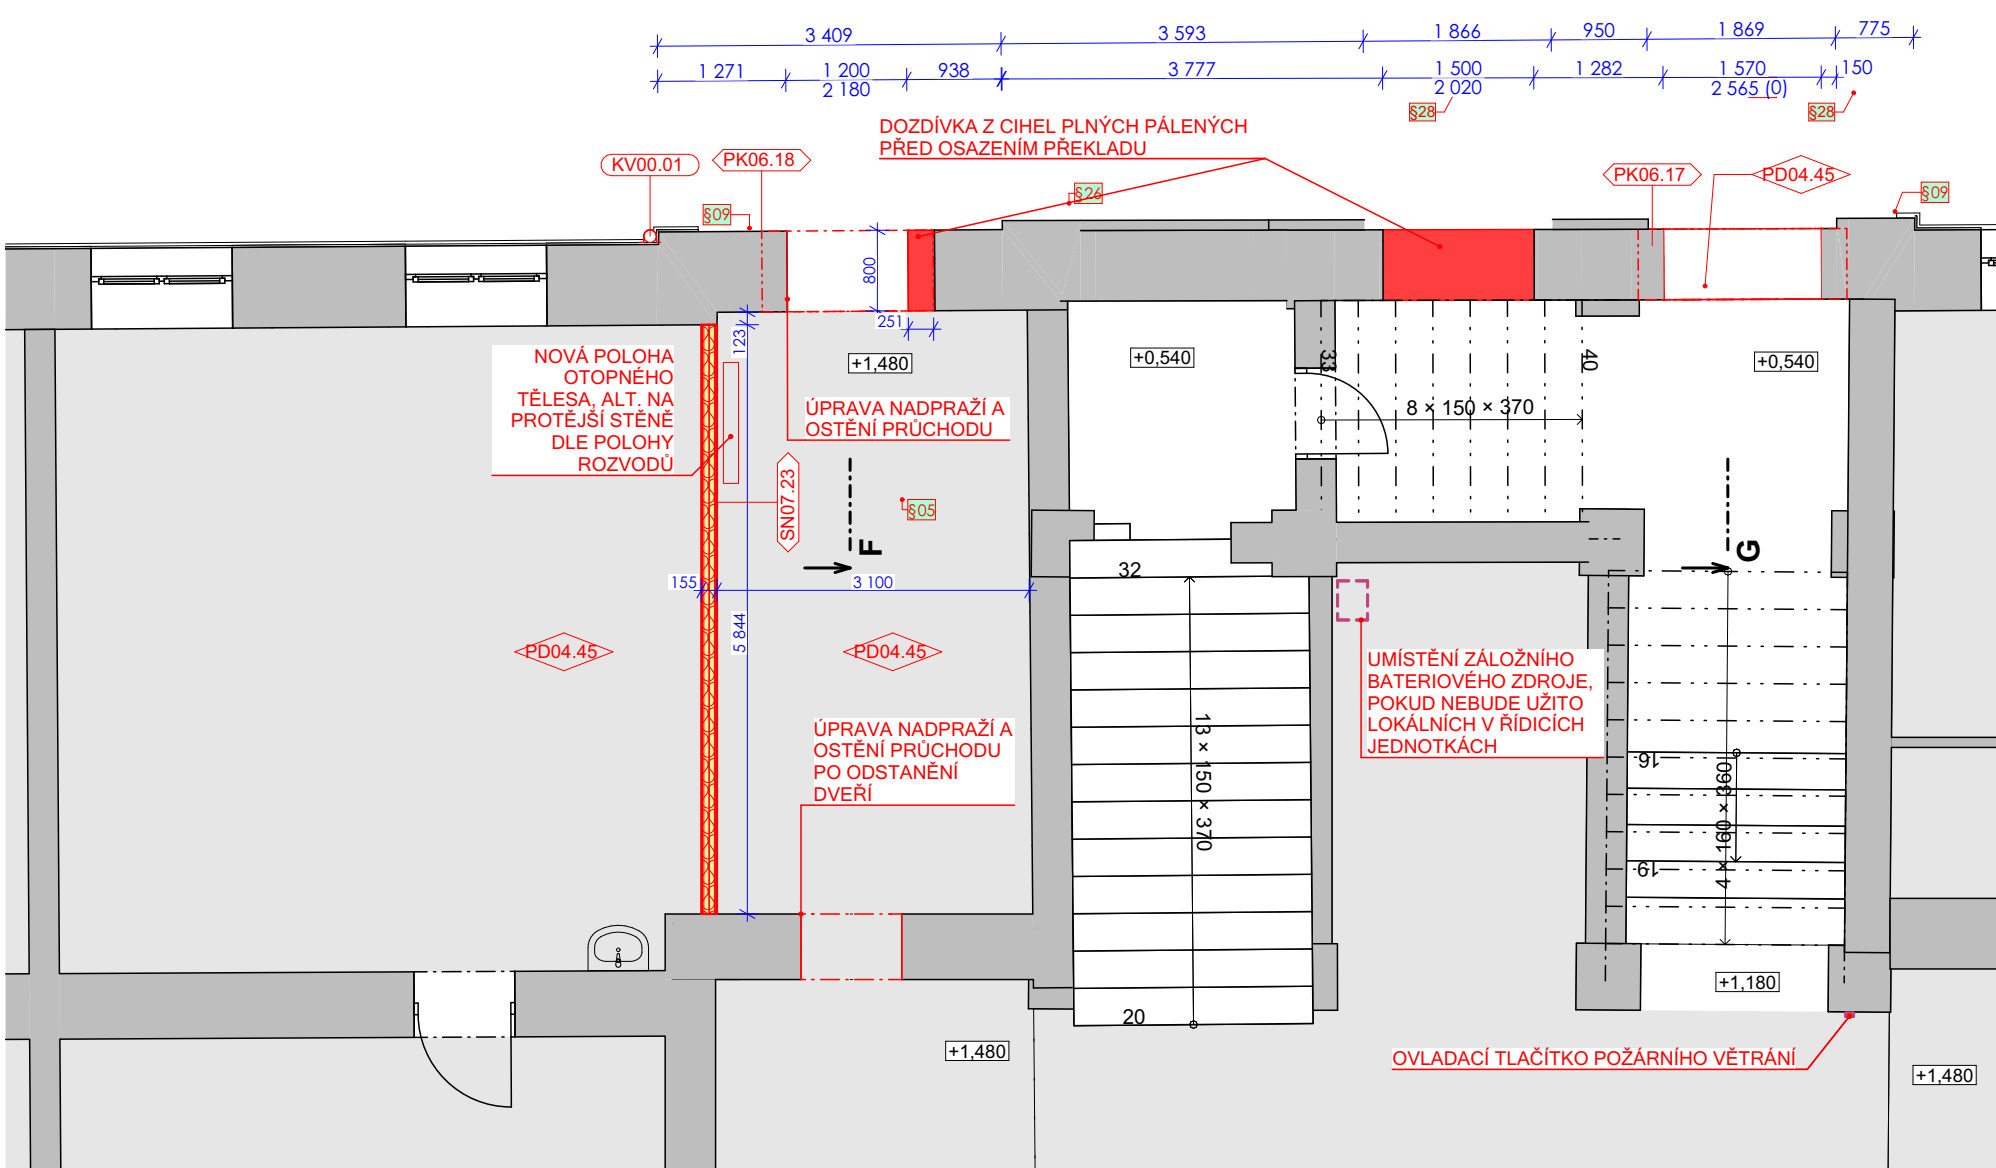 3 409
3 593
1 866
950
1 869
775
1 271
1 200
938
3 777
1 500
1 282
1 570
150
2 180
2 020
2 565 (0)
§28
§28
DOZDÍVKA Z CIHEL PLNÝCH PÁLENÝCH
PŘED OSAZENÍM PŘEKLADU
KV00.01
PK06.18
PK06.17
PD04.45
§09
§26
§09
800
251
123
+1,480
+0,540
+0,540
33
40
8 × 150 × 370
NOVÁ POLOHA
OTOPNÉHO
TĚLESA, ALT. NA
PROTĚJŠÍ STĚNĚ
DLE POLOHY
ROZVODŮ
ÚPRAVA NADPRAŽÍ A
OSTĚNÍ PRŮCHODU
SN07.23
§05
F
G
155
3 100
32
5 844
PD04.45
PD04.45
UMÍSTĚNÍ ZÁLOŽNÍHO
BATERIOVÉHO ZDROJE,
POKUD NEBUDE UŽITO
LOKÁLNÍCH V ŘÍDICÍCH
JEDNOTKÁCH
ÚPRAVA NADPRAŽÍ A
OSTĚNÍ PRŮCHODU
PO ODSTANĚNÍ
DVEŘÍ
13 × 150 × 370
16
4 × 160 × 360
19
+1,180
20
+1,480
OVLADACÍ TLAČÍTKO POŽÁRNÍHO VĚTRÁNÍ
+1,480